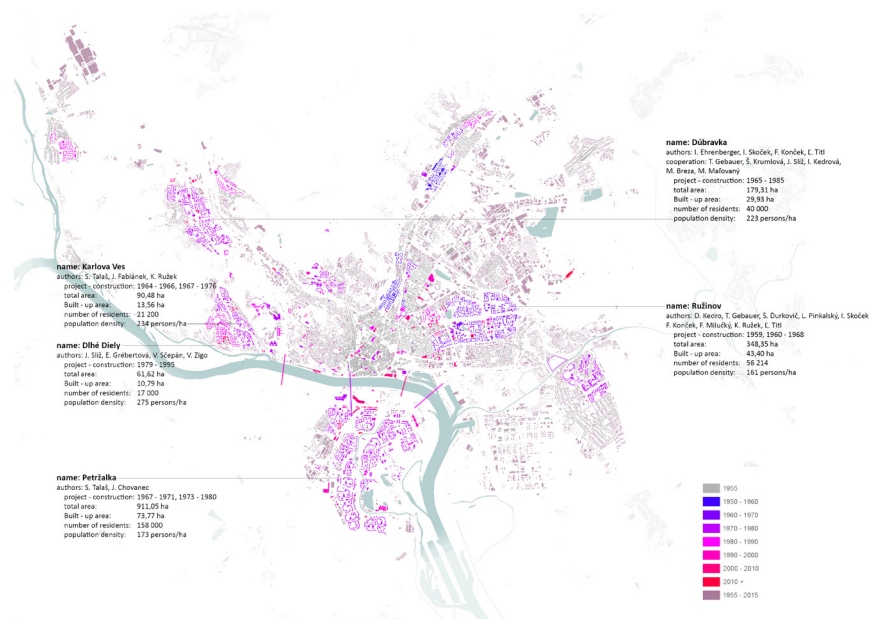 name: Dúbravka
authors: I. Ehrenberger, I. Skoček, F. Konček, Ľ. Titl
cooperation: T. Gebauer, Š. Krumlová, J. Slíž, I. Kedrová,
M. Breza, M. Maľovaný
project - construction: 1965 - 1985
total area: 179,31 ha
Built - up area: 29,93 ha
number of residents: 40 000
population density: 223 persons/ha
name: Karlova Ves
authors: S. Talaš, J. Fabiánek, K. Ružek
project - construction: 1964 - 1966, 1967 - 1976
total area: 90,48 ha
Built - up area: 13,56 ha
number of residents: 21 200
population density: 234 persons/ha
name: Dlhé Diely
authors: J. Slíž, E. Grébertová, V. Ščepán, V. Zigo
project - construction: 1979 - 1995
total area: 61,62 ha
Built - up area: 10,79 ha
number of residents: 17 000
population density: 275 persons/ha
name: Ružinov
authors: D. Kedro, T. Gebauer, Š. Ďurkovič, L. Pinkalský, I. Skoček
F. Konček, F. Milučký, K. Ružek, Ľ. Titl
project - construction: 1959, 1960 - 1968
total area: 348,35 ha
Built - up area: 43,40 ha
number of residents: 56 214
population density: 161 persons/ha
name: Petržalka
authors: S. Talaš, J. Chovanec
project - construction: 1967 - 1971, 1973 - 1980
total area: 911,05 ha
Built - up area: 73,77 ha
number of residents: 158 000
population density: 173 persons/ha
1955
1950 - 1960
1960 - 1970
1970 - 1980
1980 - 1990
1990 - 2000
2000 - 2010
2010 +
1955 - 2015